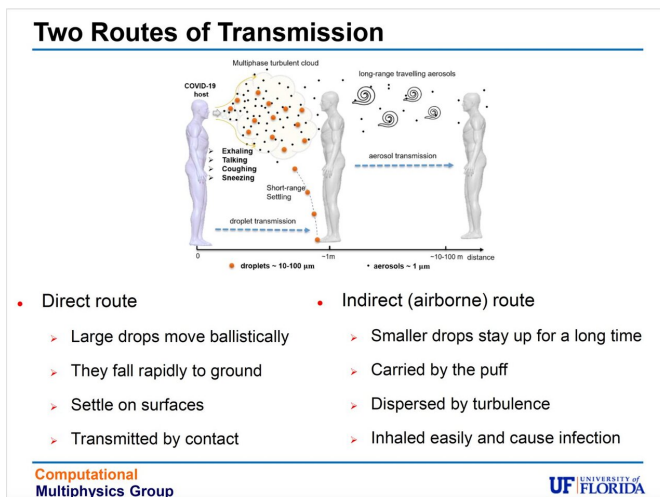 Two Routes of Transmission
Multiphase turbulent cloud
long-range travelling aerosols
COVID-19
host
➢ Exhaling
➢ Talking
➢ Coughing
➢ Sneezing
aerosol transmission
Short-range
Settling
droplet transmission
0
~1m
~10-100 m distance
droplets ~ 10-100 μm
aerosols ~ 1 μm
• Direct route
➢ Large drops move ballistically
➢ They fall rapidly to ground
➢ Settle on surfaces
➢ Transmitted by contact
• Indirect (airborne) route
➢ Smaller drops stay up for a long time
➢ Carried by the puff
➢ Dispersed by turbulence
➢ Inhaled easily and cause infection
Computational
Multiphysics Group
UF UNIVERSITY of
FLORIDA